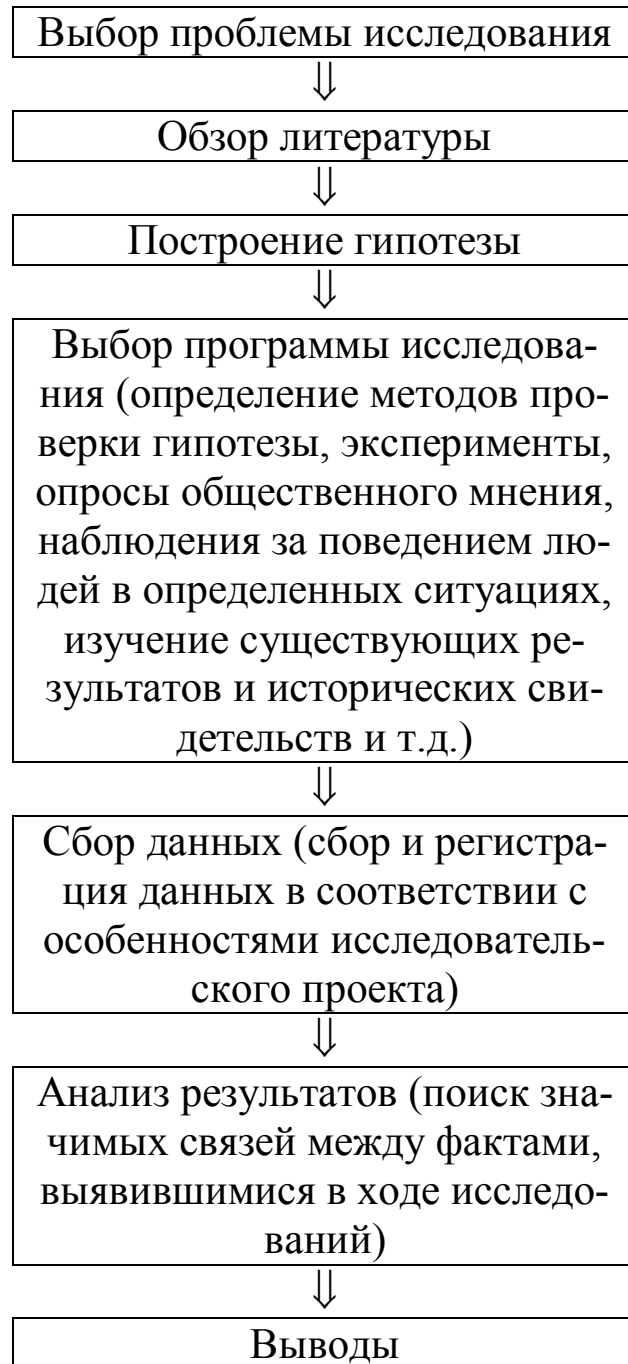 Выбор проблемы исследования
⇓
Обзор литературы
⇓
Построение гипотезы
⇓
Выбор программы исследова-
ния (определение методов про-
верки гипотезы, эксперименты,
опросы общественного мнения,
наблюдения за поведением лю-
дей в определенных ситуациях,
изучение существующих ре-
зультатов и исторических сви-
детельств и т.д.)
⇓
Сбор данных (сбор и регистра-
ция данных в соответствии с
особенностями исследователь-
ского проекта)
⇓
Анализ результатов (поиск зна-
чимых связей между фактами,
выявившимися в ходе исследо-
ваний)
⇓
Выводы